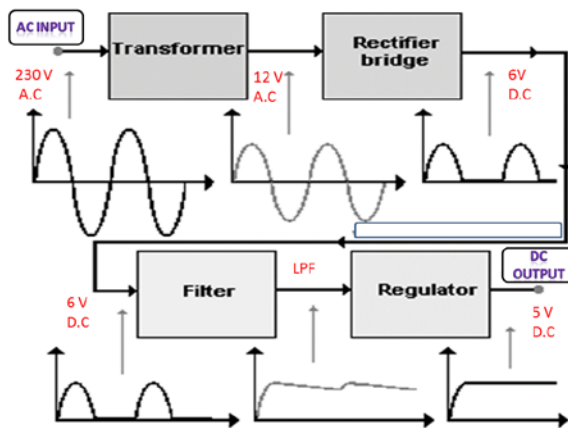 AC INPUT
Transformer
Rectifier
bridge
230 V
A.C
12 V
A.C
6V
D.C
DC
OUTPUT
6 V
D.C
Filter
LPF
Regulator
5 V
D.C